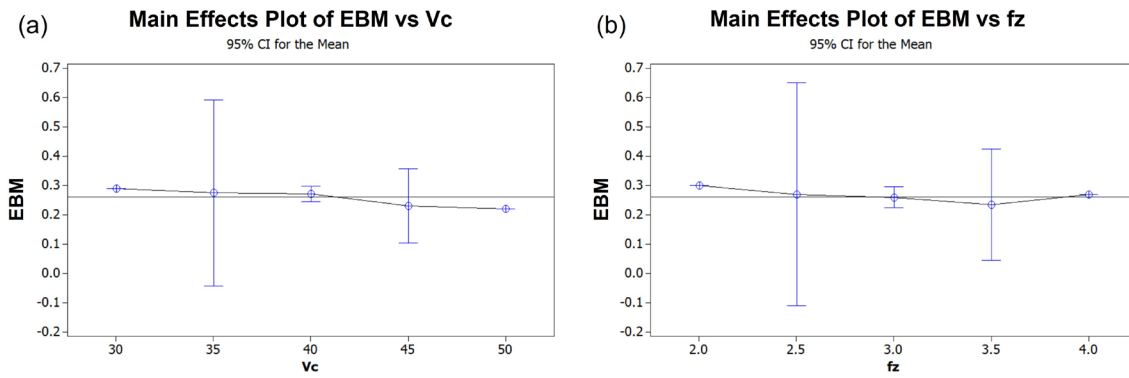 (a)
Main Effects Plot of EBM vs Vc
95% CI for the Mean
EBM
0.7
0.6
0.5
0.4
0.3
0.2
0.1
0.0
-0.1
-0.2
30 35 40 45 50
Vc
(b)
Main Effects Plot of EBM vs fz
95% CI for the Mean
EBM
0.7
0.6
0.5
0.4
0.3
0.2
0.1
0.0
-0.1
-0.2
2.0 2.5 3.0 3.5 4.0
fz